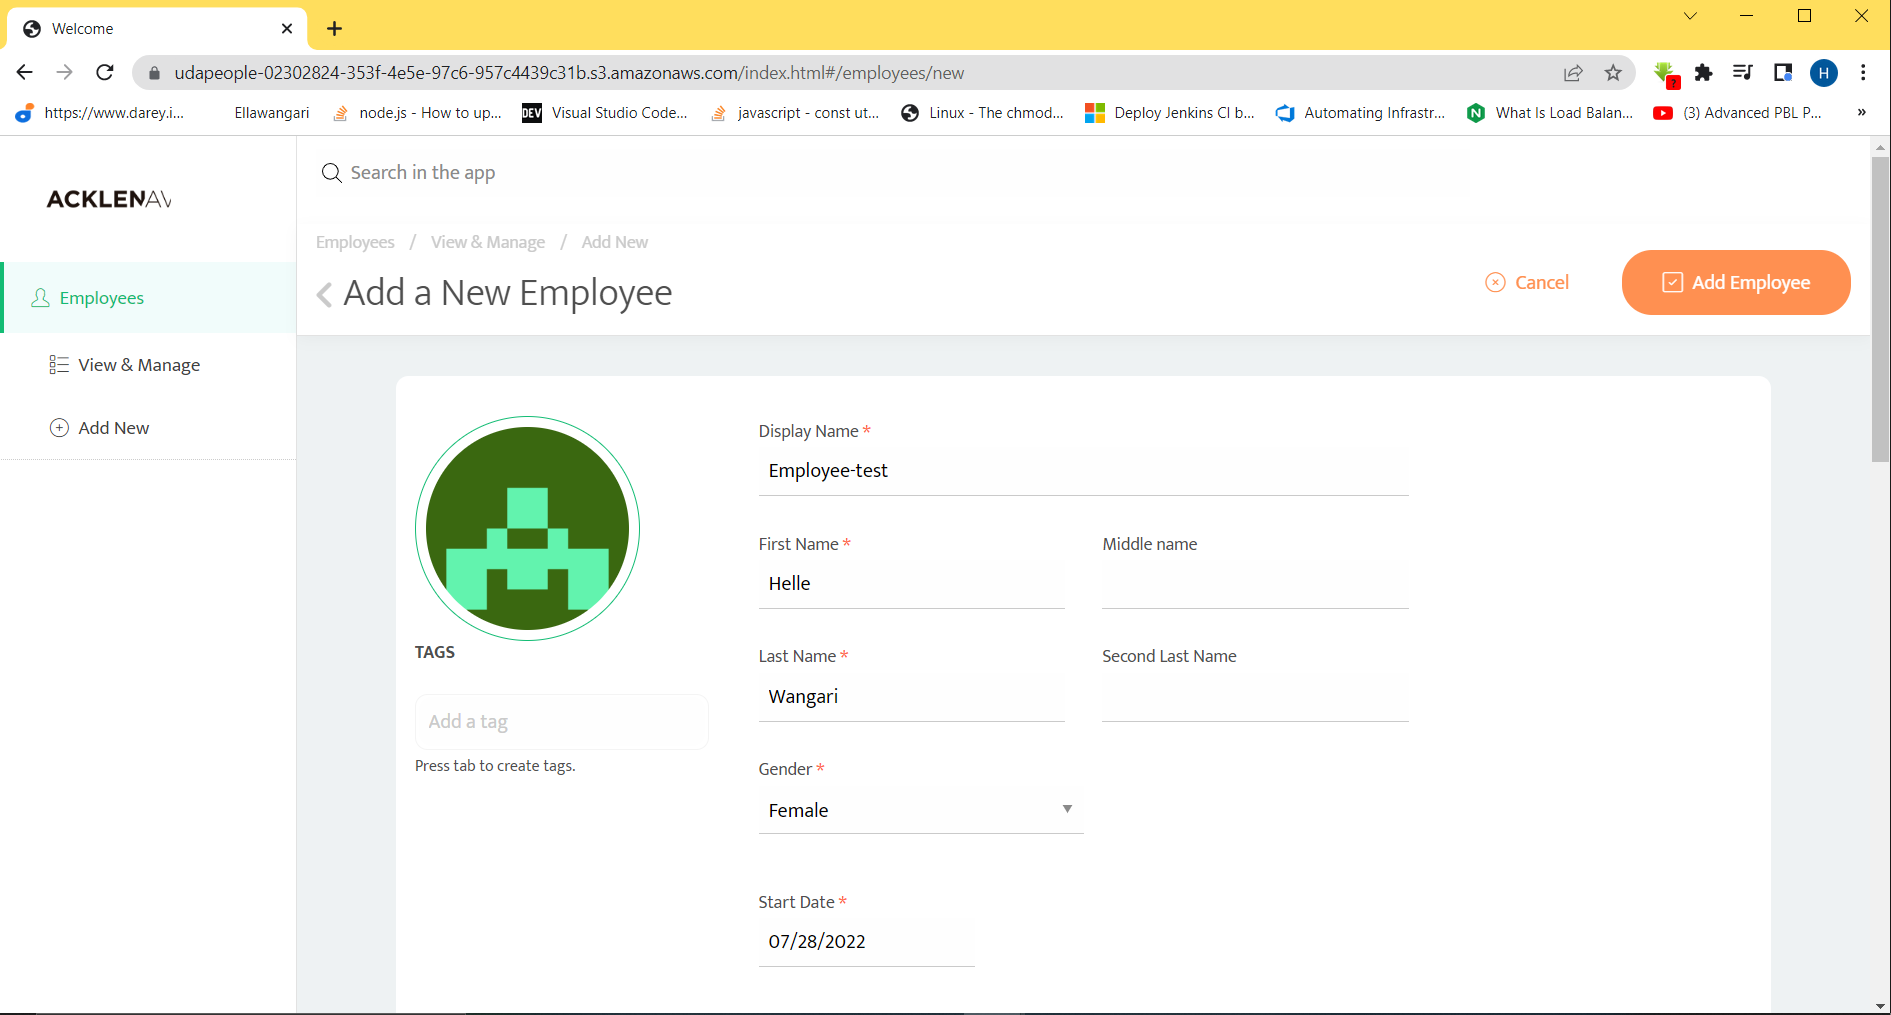 Welcome
udapeople-02302824-353f-4e5e-97c6-957c4439c31b.s3.amazonaws.com/index.html#/employees/new
H
?
https://www.darey.i... Ellawangari node.js - How to up... DEV Visual Studio Code... javascript - const ut... Linux - The chmod... Deploy Jenkins CI b... Automating Infrastr... N What Is Load Balan... (3) Advanced PBL P... »
ACKLENAV
Search in the app
Employees / View & Manage / Add New
Add a New Employee
Cancel
Add Employee
Employees
View & Manage
Add New
TAGS
Add a tag
Press tab to create tags.
Display Name *
Employee-test
First Name * Middle name
Helle
Last Name * Second Last Name
Wangari
Gender *
Female
Start Date *
07/28/2022